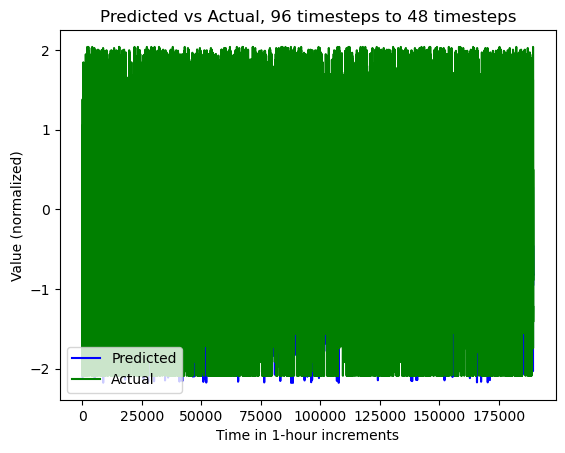 Predicted vs Actual, 96 timesteps to 48 timesteps
Value (normalized)
2
1
0
−1
−2
Predicted
Actual
0 25000 50000 75000 100000 125000 150000 175000
Time in 1-hour increments